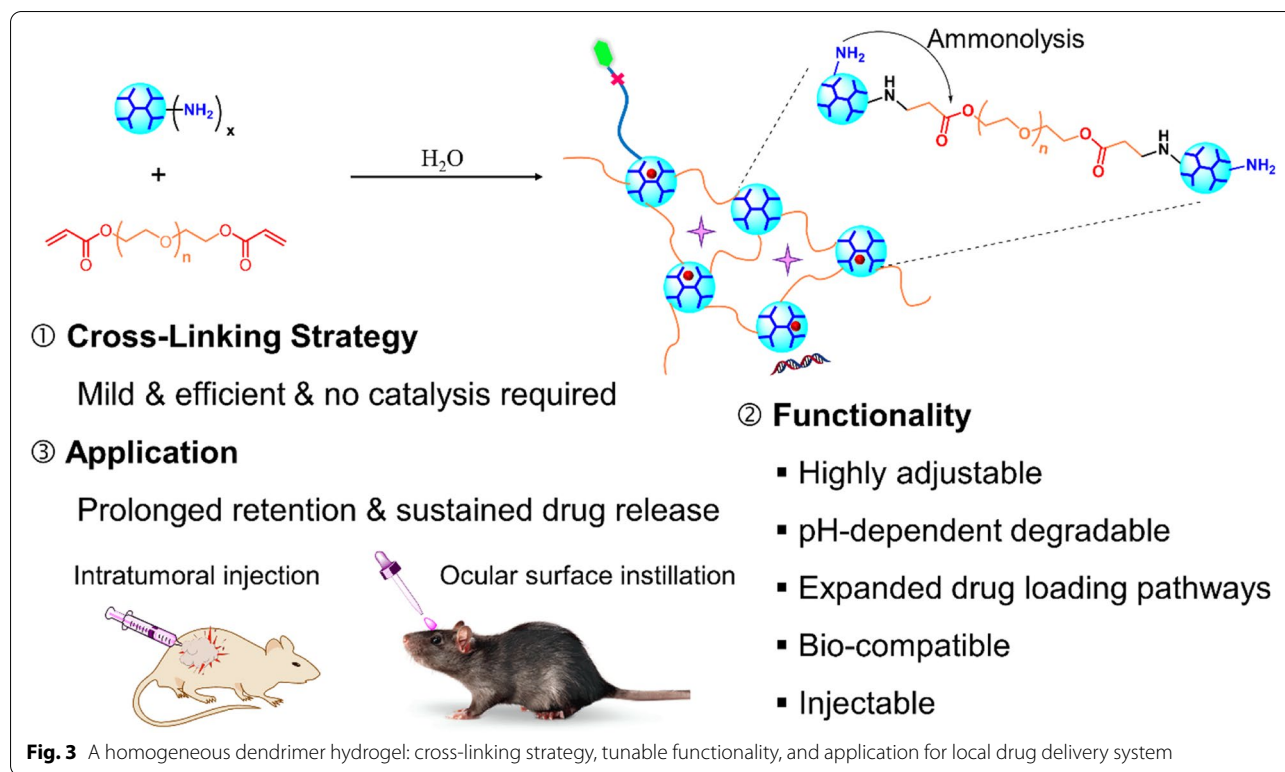 Ammonolysis
NH₂
(NH₂)ₓ
+
H₂O
H
N
O
O
( O )n
O
O
H
N
NH₂
O
O
( O )n
O
O
① Cross-Linking Strategy
Mild & efficient & no catalysis required
③ Application
Prolonged retention & sustained drug release
Intratumoral injection
Ocular surface instillation
② Functionality
▪ Highly adjustable
▪ pH-dependent degradable
▪ Expanded drug loading pathways
▪ Bio-compatible
▪ Injectable
Fig. 3 A homogeneous dendrimer hydrogel: cross-linking strategy, tunable functionality, and application for local drug delivery system